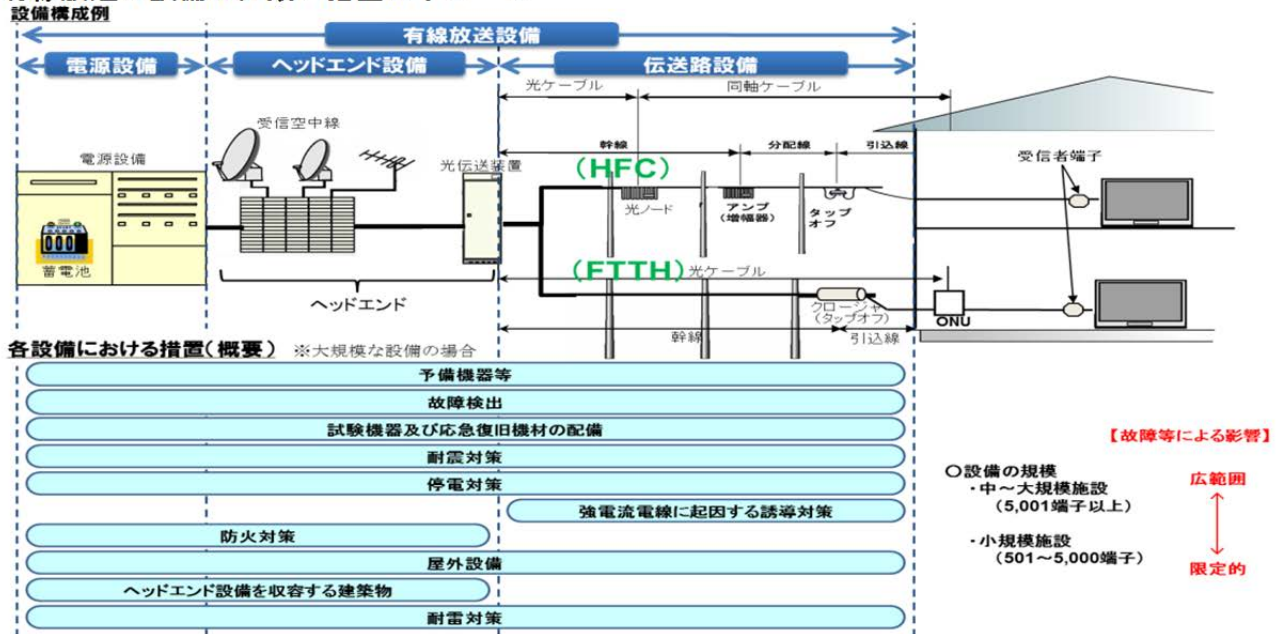 設備構成例
有線放送設備
電源設備
ヘッドエンド設備
伝送路設備
光ケーブル
同軸ケーブル
受信空中線
幹線
分配線
引込線
電源設備
光伝送装置
(HFC)
受信者端子
光ノード
アンプ
(増幅器)
タップ
オフ
蓄電池
(FTTH)
光ケーブル
ヘッドエンド
クロージャ
(タップオフ)
ONU
幹線
引込線
各設備における措置(概要) ※大規模な設備の場合
予備機器等
故障検出
試験機器及び応急復旧機材の配備
耐震対策
停電対策
強電流電線に起因する誘導対策
防火対策
屋外設備
ヘッドエンド設備を収容する建築物
耐雷対策
【故障等による影響】
〇設備の規模
・中～大規模施設
(5,001端子以上)
広範囲
・小規模施設
(501～5,000端子)
限定的